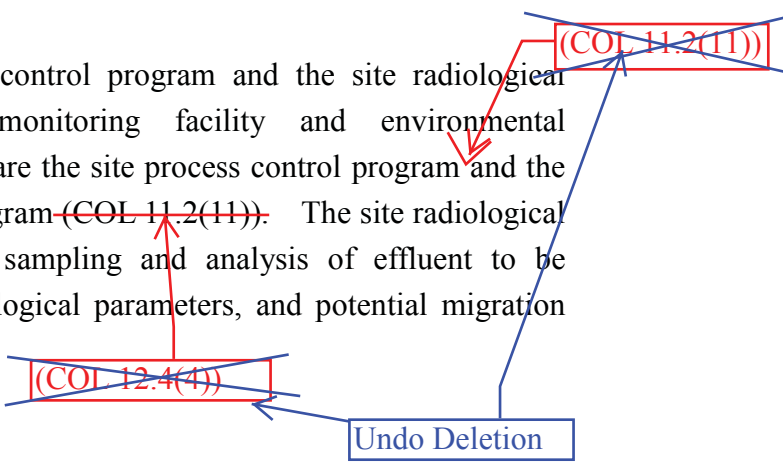 (COL 11.2(11))
control program and the site radiological
monitoring facility and environmental
are the site process control program and the
gram (COL 11.2(11)). The site radiological
sampling and analysis of effluent to be
logical parameters, and potential migration
(COL 12.4(4))
Undo Deletion